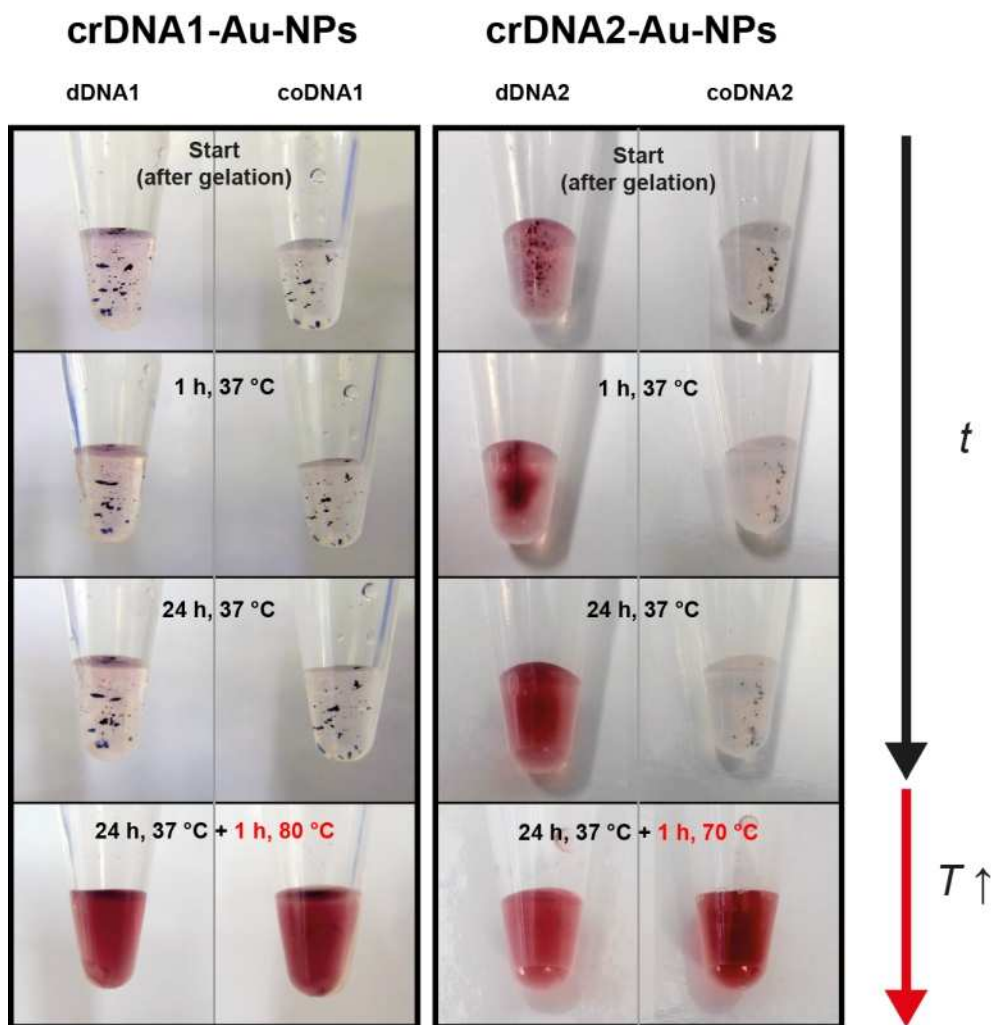 crDNA1-Au-NPs
crDNA2-Au-NPs
dDNA1
coDNA1
dDNA2
coDNA2
Start
(after gelation)
Start
(after gelation)
1 h, 37 °C
1 h, 37 °C
24 h, 37 °C
24 h, 37 °C
24 h, 37 °C + 1 h, 80 °C
24 h, 37 °C + 1 h, 70 °C
t
T ↑